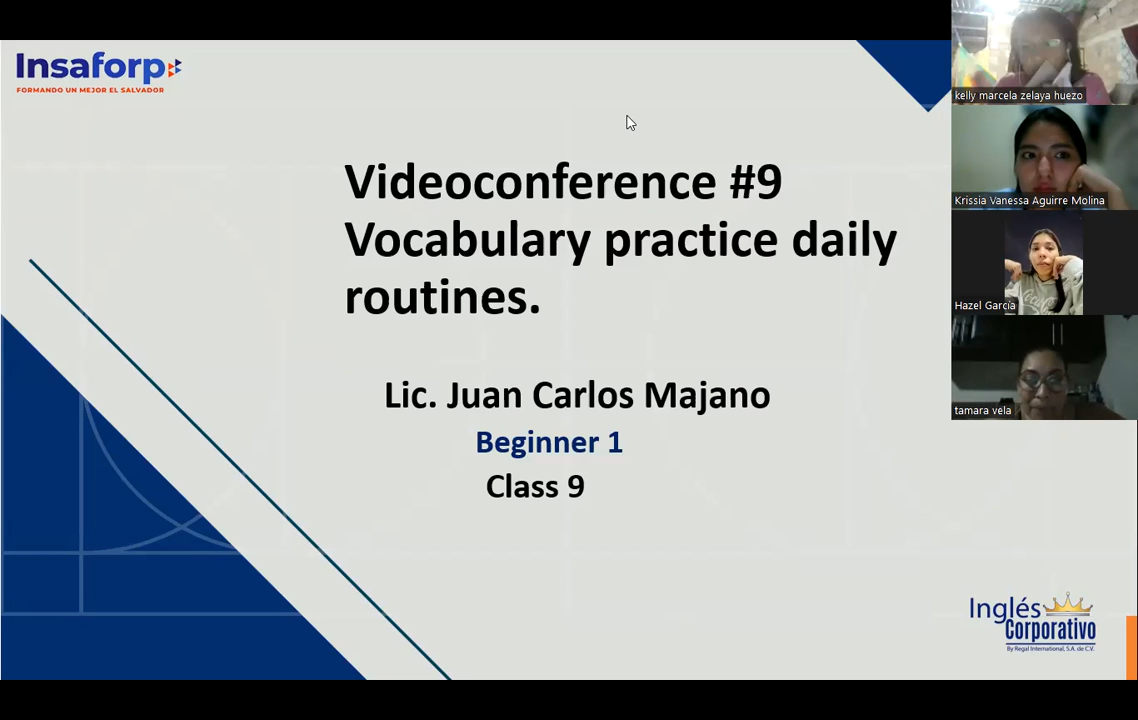 Insaforp
FORMANDO UN MEJOR EL SALVADOR
Videoconference #9
Vocabulary practice daily
routines.
Lic. Juan Carlos Majano
Beginner 1
Class 9
kelly marcela zelaya huezo
Krissia Vanessa Aguirre Molina
Hazel García
tamara vela
Inglés
Corporativo
By Regal International, S.A. de C.V.